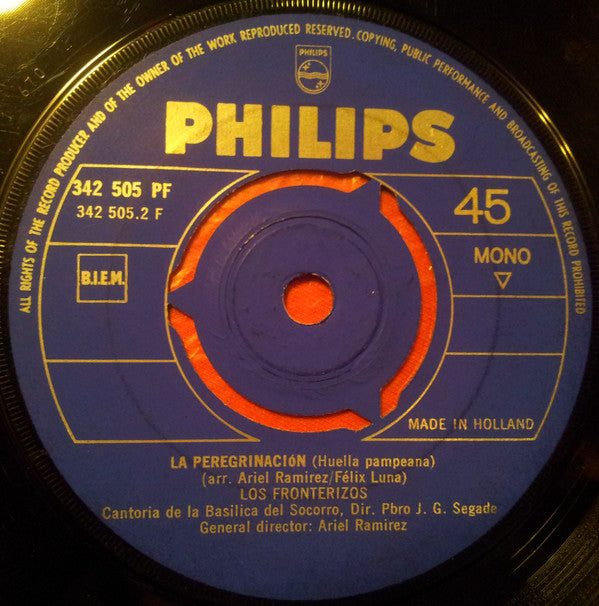 ALL RIGHTS OF THE RECORD PRODUCER AND OF THE OWNER OF THE WORK REPRODUCED RESERVED. COPYING, PUBLIC PERFORMANCE AND BROADCASTING OF THIS RECORD PROHIBITED
PHILIPS
PHILIPS
342 505 PF
342 505.2 F
45
B.I.E.M.
MONO
MADE IN HOLLAND
LA PEREGRINACIóN (Huella pampeana)
(arr. Ariel Ramirez/Félix Luna)
LOS FRONTERIZOS
Cantoria de la Basilica del Socorro, Dir. Pbro J. G. Segade
General director: Ariel Ramirez